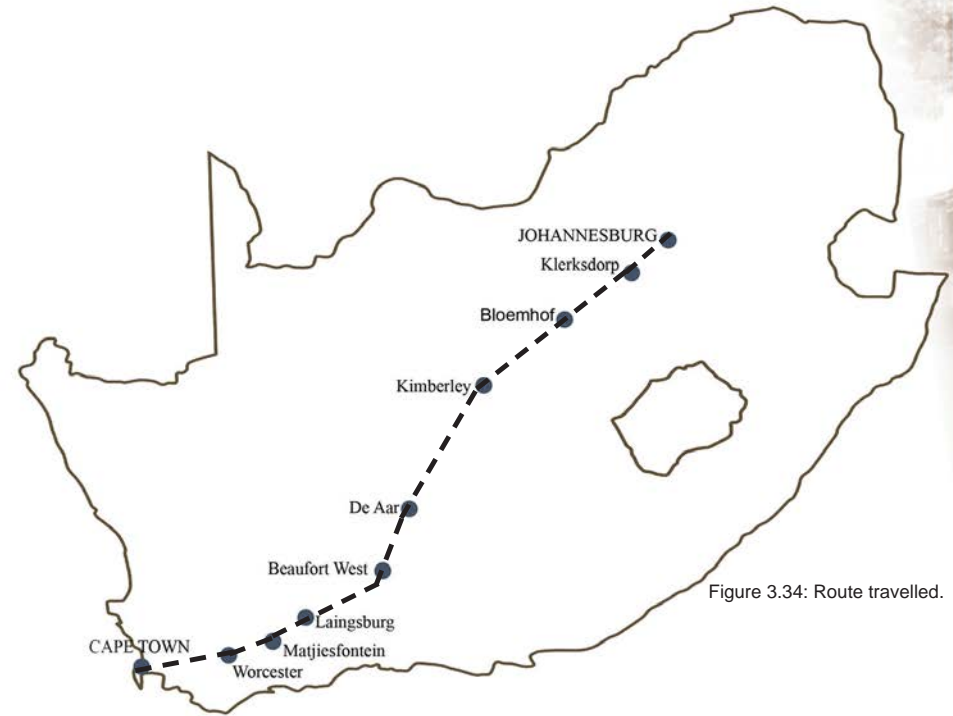 JOHANNESBURG
Klerksdorp
Bloemhof
Kimberley
De Aar
Beaufort West
Figure 3.34: Route travelled.
Laingsburg
CAPE TOWN
Matjiesfontein
Worcester